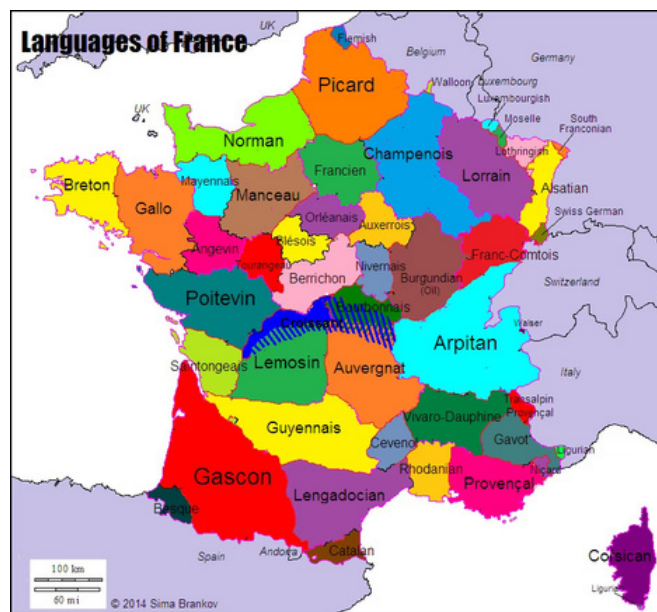 Languages of France
UK
Flemish
Belgium
Germany
Picard
Walloon
Luxembourg
Luxembourgish
Moselle
South
Franconian
UK
Norman
Lothringish
Champenois
Francien
Lorrain
Breton
Mayennais
Manceau
Alsatian
Gallo
Orléanais
Auxerrois
Swiss German
Angevin
Blésois
Tourangeau
Franc-Comtois
Berrichon
Nivernais
Burgundian
(Oïl)
Switzerland
Poitevin
Bourbonnais
Croissant
Walser
Arpitan
Saintongeais
Lemosin
Auvergnat
Italy
Transalpin
Provençal
Vivaro-Dauphine
Guyennais
Cevenol
Gavot
Ligurian
Niçard
Rhodanian
Gascon
Provençal
Lengadocian
Basque
Corsican
Catalan
Spain
Andorra
Ligurian
100 km
60 mi
© 2014 Sima Brankov